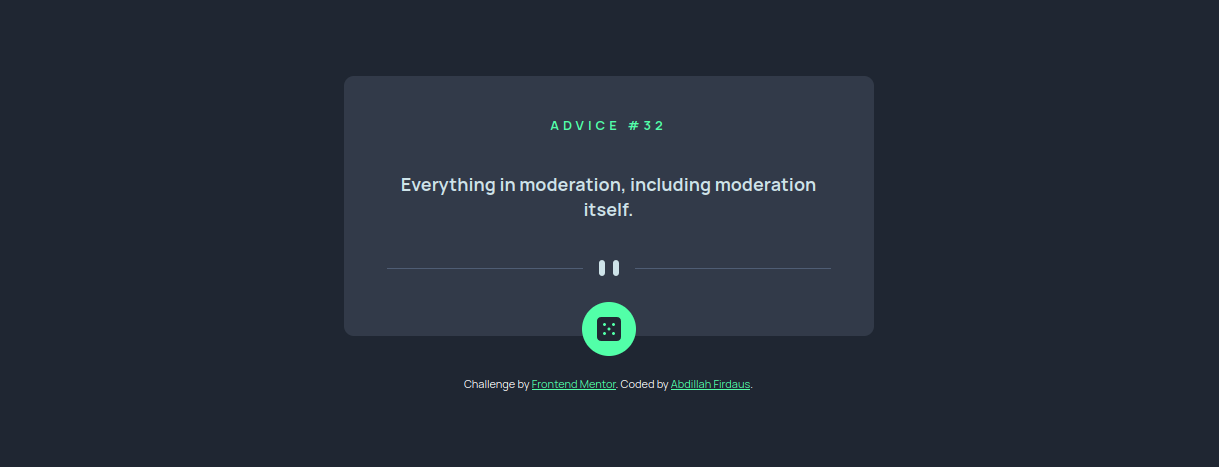 ADVICE #32
Everything in moderation, including moderation
itself.
Challenge by Frontend Mentor. Coded by Abdillah Firdaus.